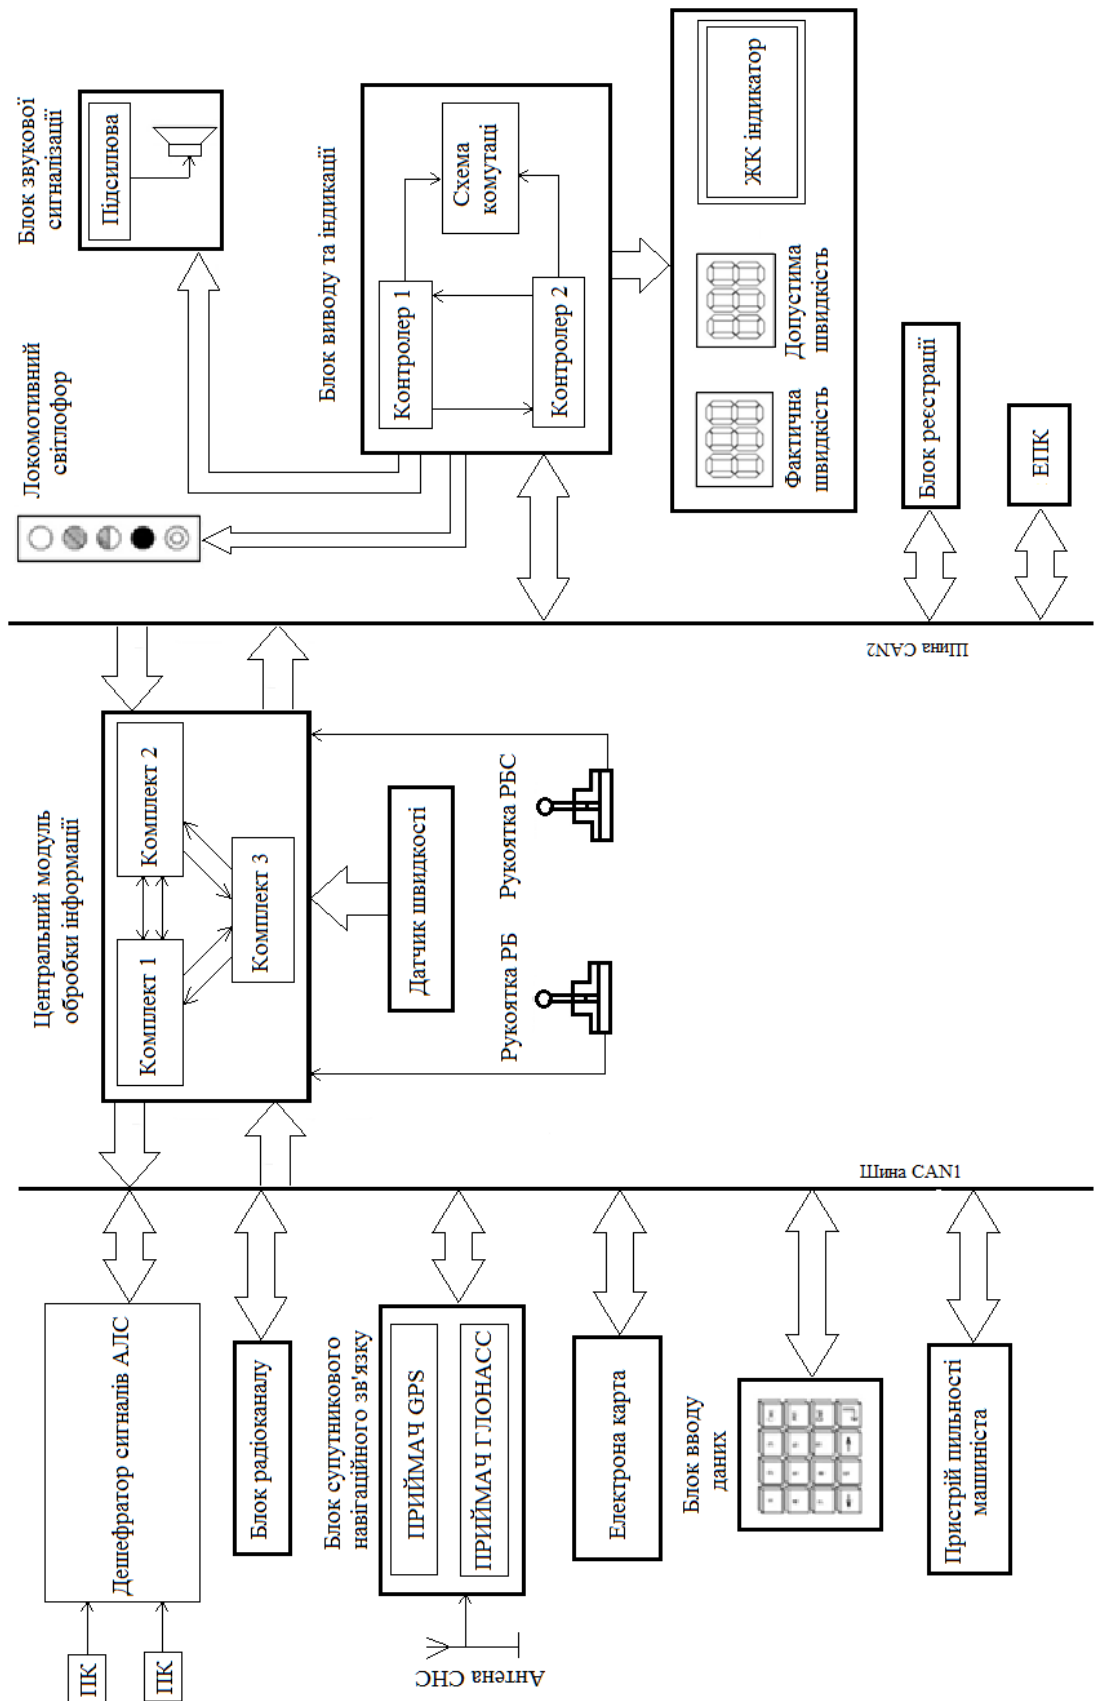 ПК
ПК
Дешефратор сигналів АЛС
Блок радіоканалу
Блок супутникового
навігаційного зв'язку
ПРИЙМАЧ GPS
ПРИЙМАЧ ГЛОНАСС
Антена СНС
Електрона карта
Блок вводу
даних
Пристрій пильності
машиніста
Шина CAN1
Центральний модуль
обробки інформації
Комплект 1
Комплект 2
Комплект 3
Датчик швидкості
Рукоятка РБ
Рукоятка РБС
Шина CAN2
Локомотивний
світлофор
Блок звукової
сигналізації
Підсилюва
Блок виводу та індикації
Контролер 1
Контролер 2
Схема
комутаці
Фактична
швидкість
Допустима
швидкість
ЖК індикатор
Блок реєстрації
ЕПК